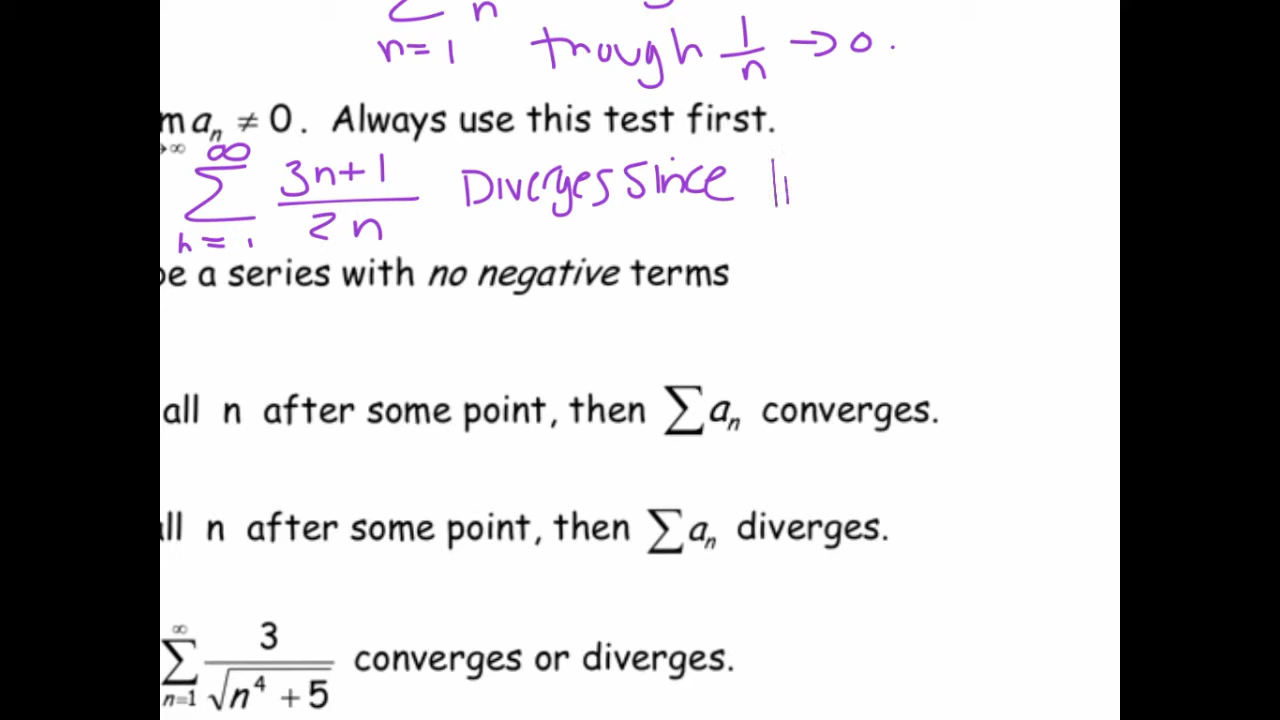 ∑ n
n=1 trough 1/n → 0.
m aₙ ≠ 0. Always use this test first.
→∞
∞ ∑ n=1 (3n+1)/(2n) Diverges Since li
be a series with no negative terms
all n after some point, then ∑aₙ converges.
ll n after some point, then ∑aₙ diverges.
∞ ∑ n=1 3/√(n⁴+5) converges or diverges.